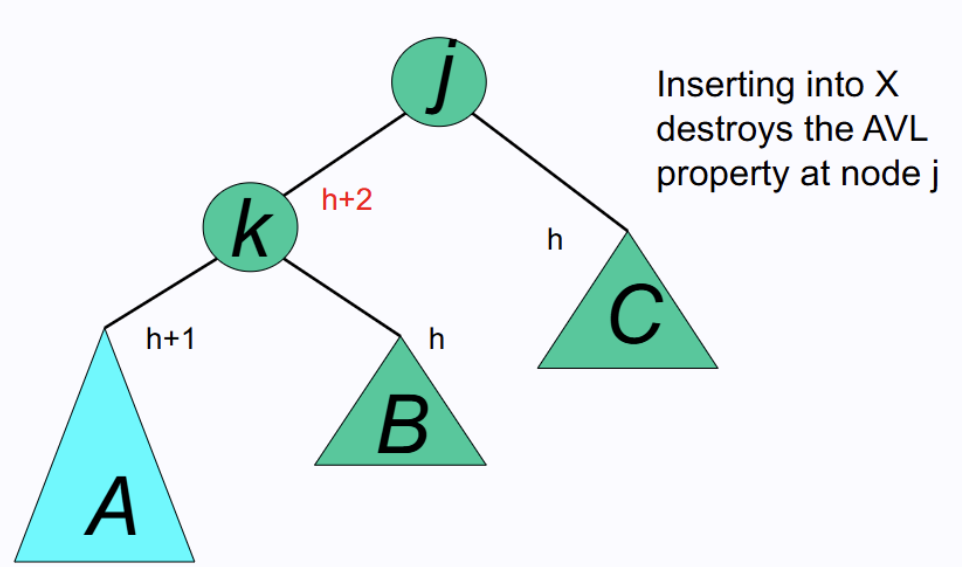 j
Inserting into X
destroys the AVL
property at node j
k
h+2
h
C
h+1
h
B
A